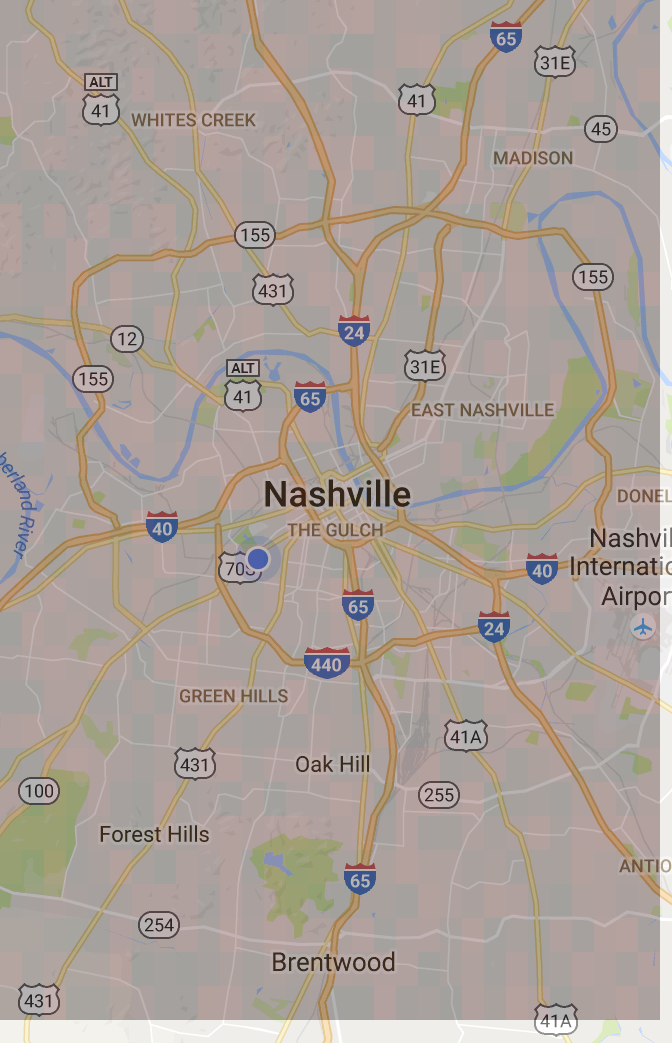 65
31E
ALT
41
41
WHITES CREEK
45
MADISON
155
431
155
24
12
ALT
41
155
65
31E
EAST NASHVILLE
berland River
Nashville
DONEL
THE GULCH
40
Nashvil
Internatio
Airpor
70S
40
65
24
440
GREEN HILLS
431
Oak Hill
41A
100
255
Forest Hills
65
ANTIO
254
Brentwood
431
41A